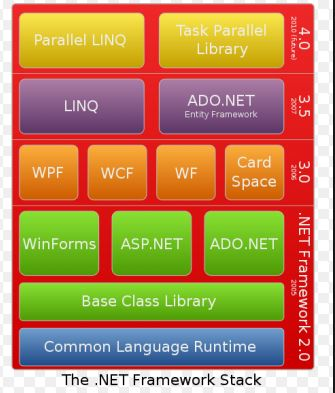 Parallel LINQ
Task Parallel
Library
4.0
2010 (future)
LINQ
ADO.NET
Entity Framework
3.5
2007
WPF
WCF
WF
Card
Space
3.0
2006
WinForms
ASP.NET
ADO.NET
Base Class Library
Common Language Runtime
.NET Framework 2.0
2005
The .NET Framework Stack